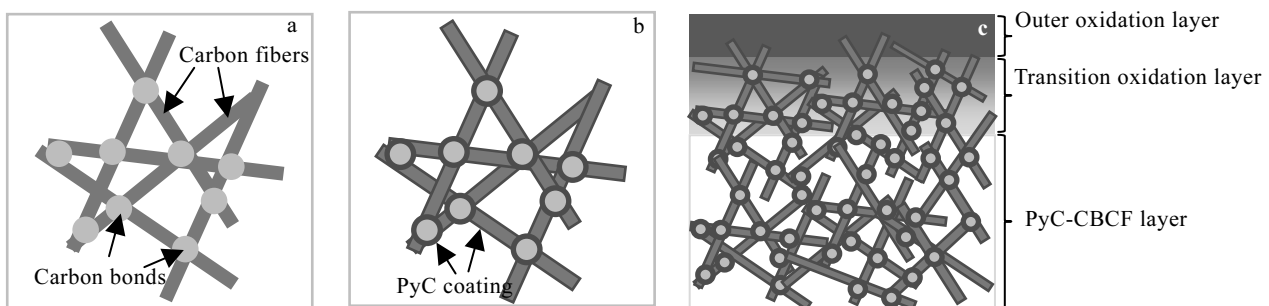 a
Carbon fibers
Carbon bonds
b
PyC coating
c
Outer oxidation layer
Transition oxidation layer
PyC-CBCF layer